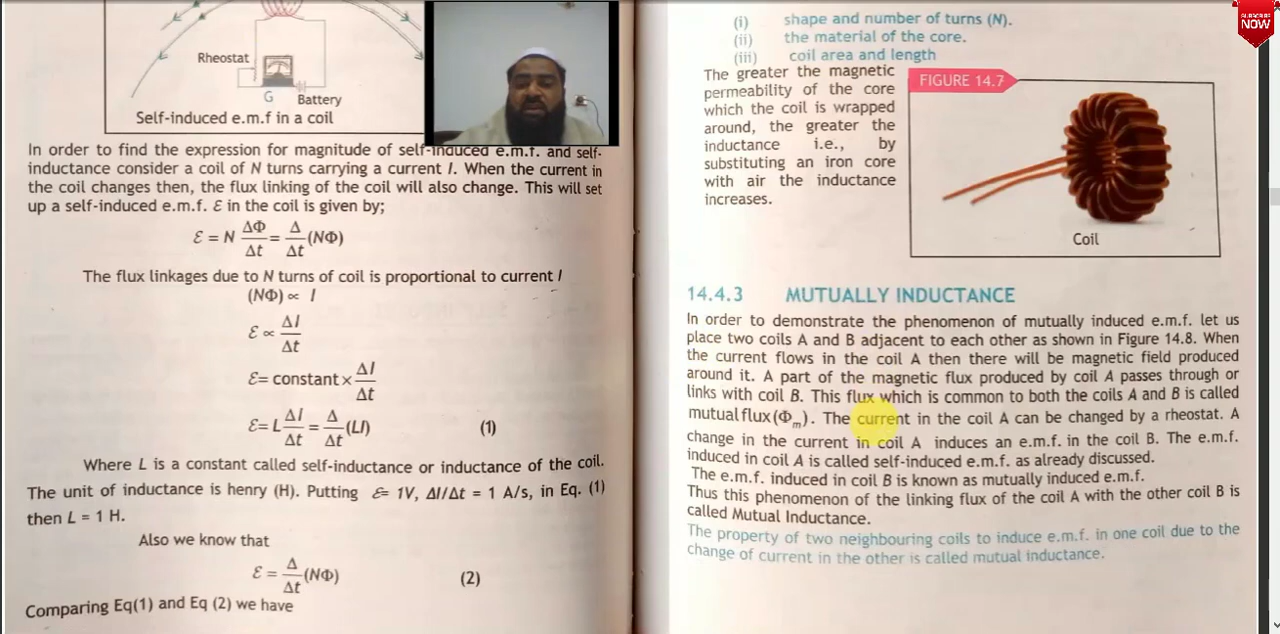 Rheostat
G
Battery
Self-induced e.m.f in a coil
In order to find the expression for magnitude of self-induced e.m.f. and self-
inductance consider a coil of N turns carrying a current I. When the current in
the coil changes then, the flux linking of the coil will also change. This will set
up a self-induced e.m.f. ℰ in the coil is given by;
ℰ = N ΔΦ/Δt = Δ/Δt (NΦ)
The flux linkages due to N turns of coil is proportional to current I
(NΦ) ∝ I
ℰ ∝ ΔI/Δt
ℰ= constant × ΔI/Δt
ℰ= L ΔI/Δt = Δ/Δt (LI) (1)
Where L is a constant called self-inductance or inductance of the coil.
The unit of inductance is henry (H). Putting ℰ= 1V, ΔI/Δt = 1 A/s, in Eq. (1)
then L = 1 H.
Also we know that
ℰ = Δ/Δt (NΦ) (2)
Comparing Eq(1) and Eq (2) we have
(i) shape and number of turns (N).
(ii) the material of the core.
(iii) coil area and length
The greater the magnetic
permeability of the core
which the coil is wrapped
around, the greater the
inductance i.e., by
substituting an iron core
with air the inductance
increases.
FIGURE 14.7
Coil
14.4.3 MUTUALLY INDUCTANCE
In order to demonstrate the phenomenon of mutually induced e.m.f. let us
place two coils A and B adjacent to each other as shown in Figure 14.8. When
the current flows in the coil A then there will be magnetic field produced
around it. A part of the magnetic flux produced by coil A passes through or
links with coil B. This flux which is common to both the coils A and B is called
mutual flux (Φm). The current in the coil A can be changed by a rheostat. A
change in the current in coil A induces an e.m.f. in the coil B. The e.m.f.
induced in coil A is called self-induced e.m.f. as already discussed.
The e.m.f. induced in coil B is known as mutually induced e.m.f.
Thus this phenomenon of the linking flux of the coil A with the other coil B is
called Mutual Inductance.
The property of two neighbouring coils to induce e.m.f. in one coil due to the
change of current in the other is called mutual inductance.
SUBSCRIBE
NOW